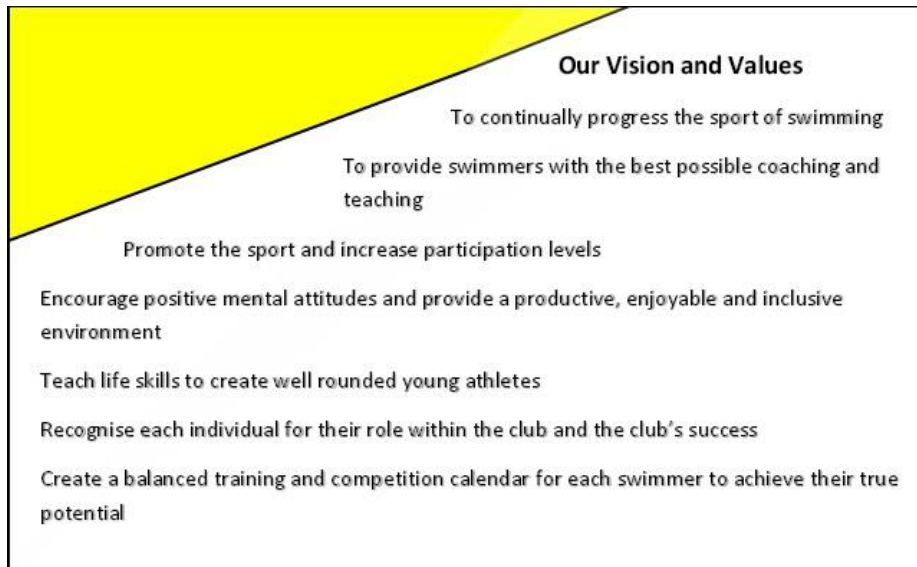 Our Vision and Values
To continually progress the sport of swimming
To provide swimmers with the best possible coaching and
teaching
Promote the sport and increase participation levels
Encourage positive mental attitudes and provide a productive, enjoyable and inclusive
environment
Teach life skills to create well rounded young athletes
Recognise each individual for their role within the club and the club's success
Create a balanced training and competition calendar for each swimmer to achieve their true
potential